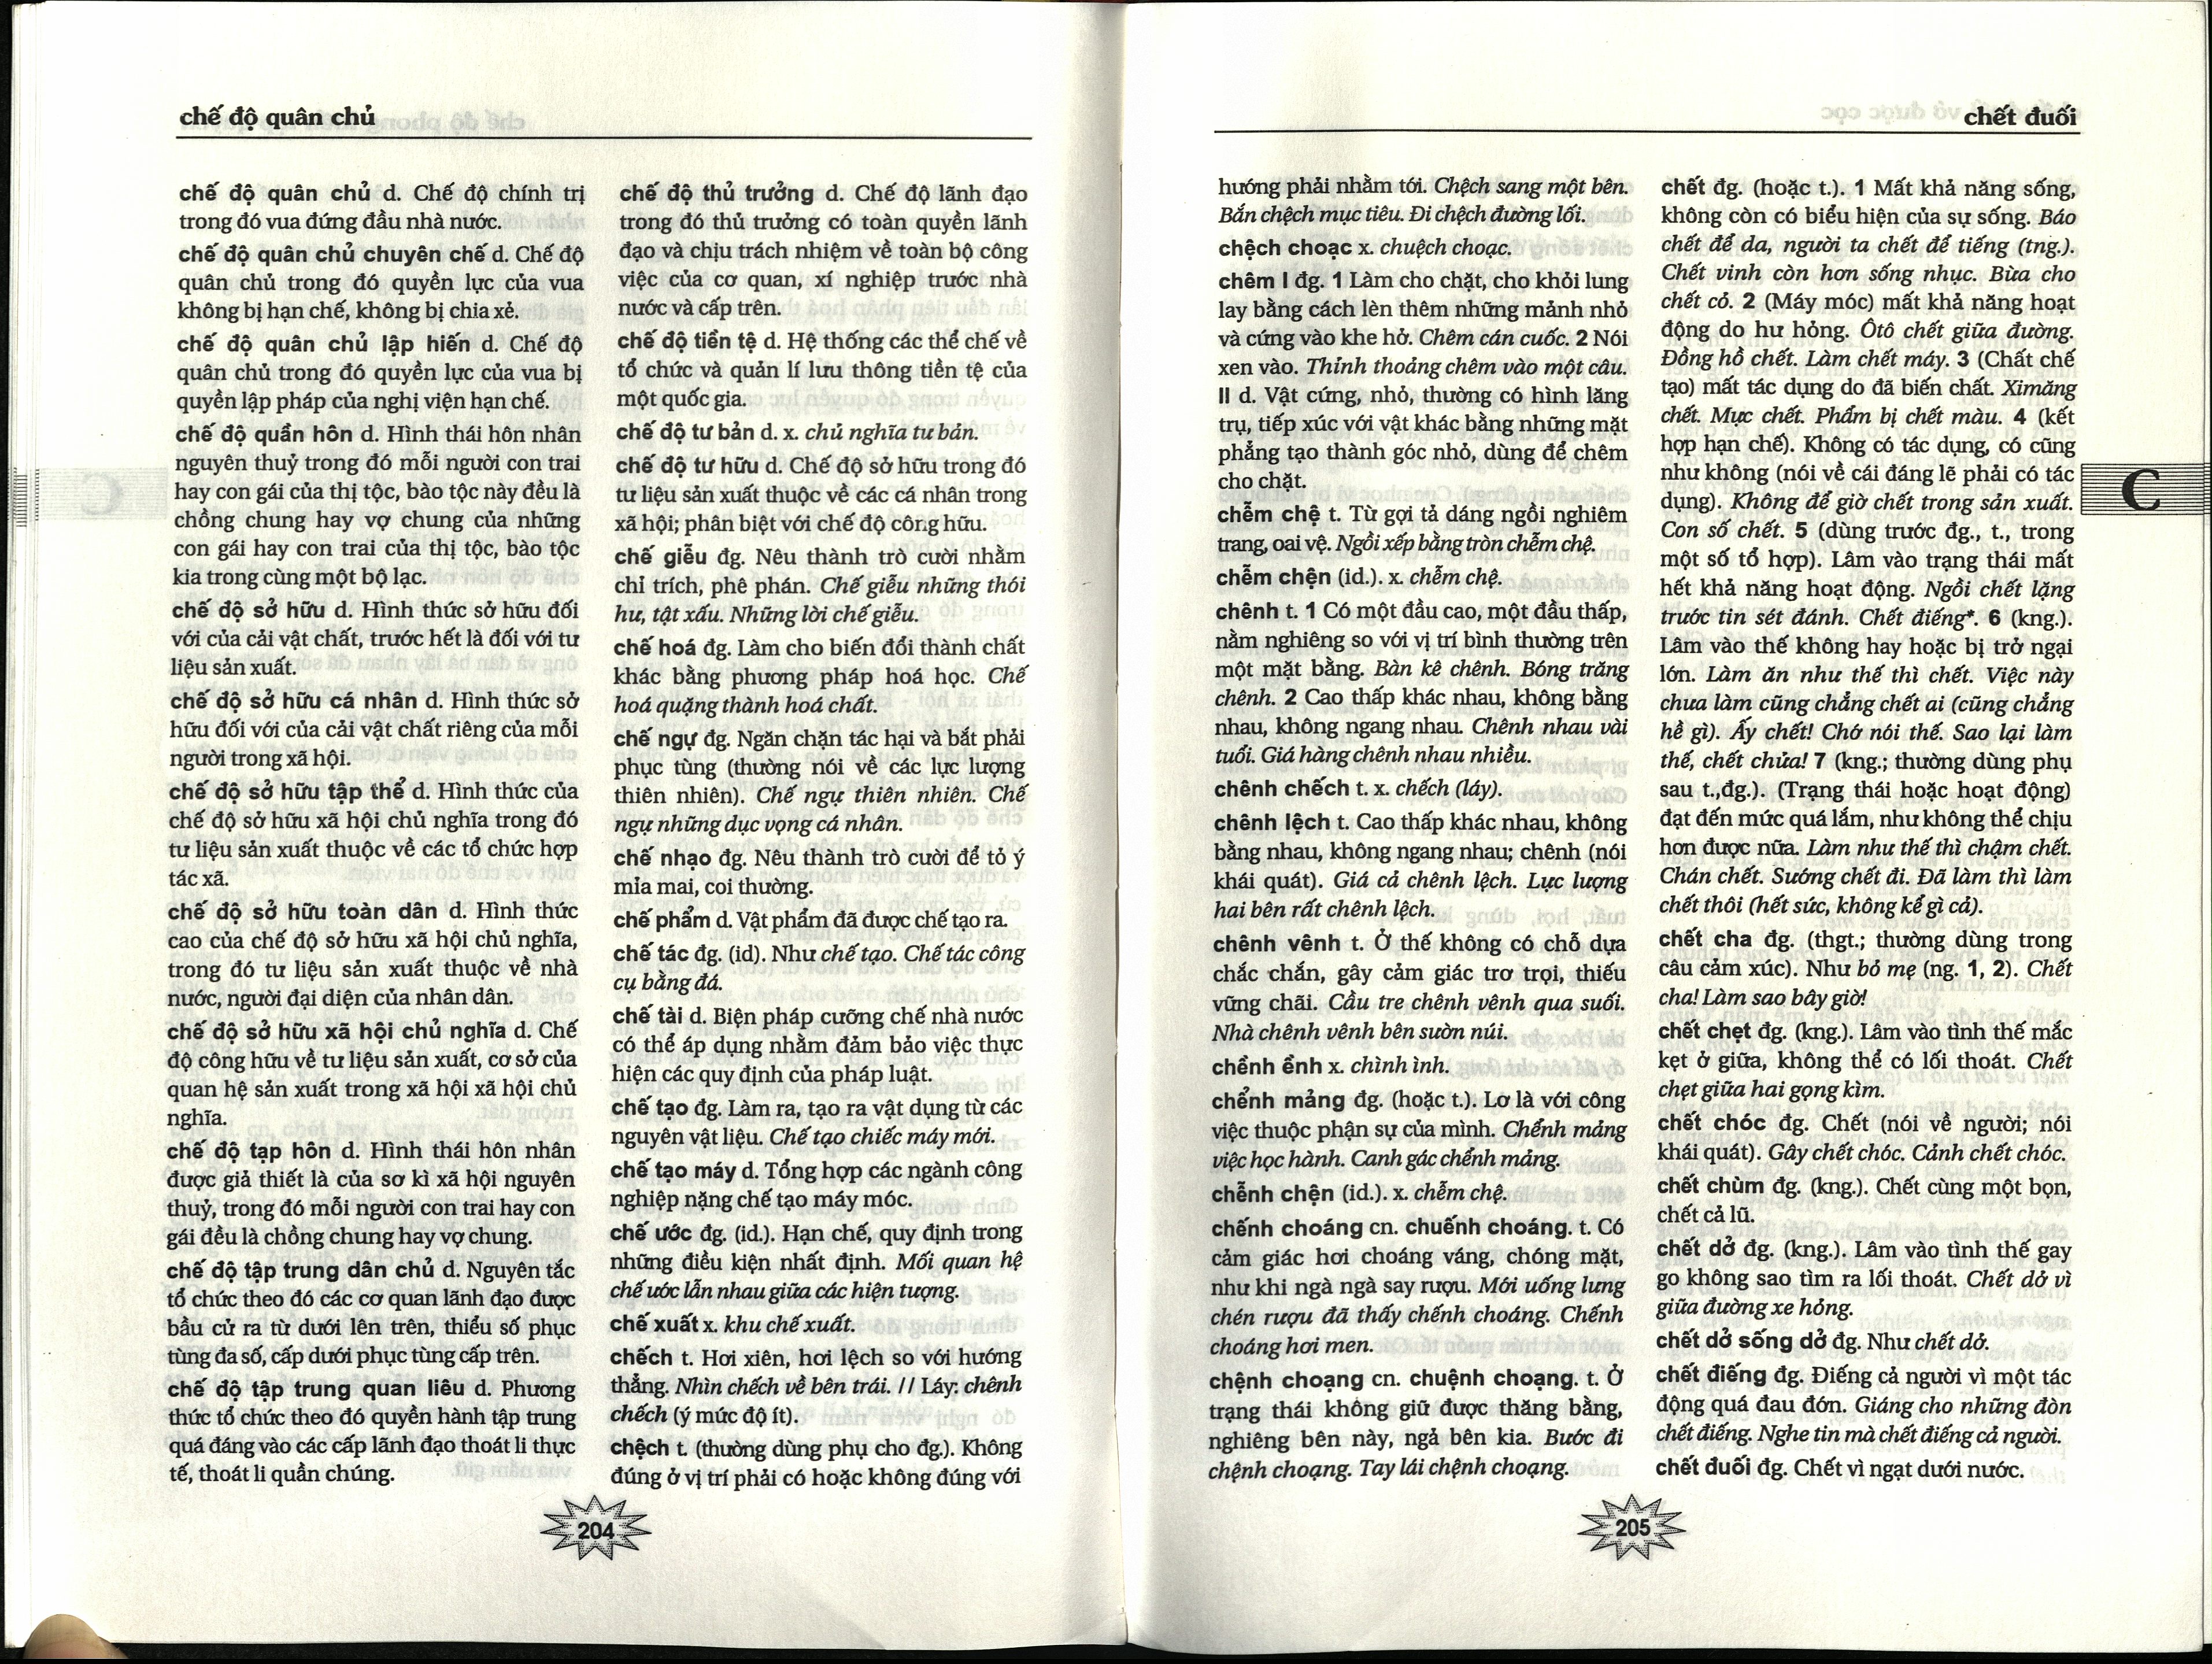 chế độ quân chủ
chế độ quân chủ d. Chế độ chính trị
trong đó vua đứng đầu nhà nước.
chế độ quân chủ chuyên chế d. Chế độ
quân chủ trong đó quyền lực của vua
không bị hạn chế, không bị chia xẻ.
chế độ quân chủ lập hiến d. Chế độ
quân chủ trong đó quyền lực của vua bị
quyền lập pháp của nghị viện hạn chế.
chế độ quần hôn d. Hình thái hôn nhân
nguyên thuỷ trong đó mỗi người con trai
hay con gái của thị tộc, bào tộc này đều là
chồng chung hay vợ chung của những
con gái hay con trai của thị tộc, bào tộc
kia trong cùng một bộ lạc.
chế độ sở hữu d. Hình thức sở hữu đối
với của cải vật chất, trước hết là đối với tư
liệu sản xuất.
chế độ sở hữu cá nhân d. Hình thức sở
hữu đối với của cải vật chất riêng của mỗi
người trong xã hội.
chế độ sở hữu tập thể d. Hình thức của
chế độ sở hữu xã hội chủ nghĩa trong đó
tư liệu sản xuất thuộc về các tổ chức hợp
tác xã.
chế độ sở hữu toàn dân d. Hình thức
cao của chế độ sở hữu xã hội chủ nghĩa,
trong đó tư liệu sản xuất thuộc về nhà
nước, người đại diện của nhân dân.
chế độ sở hữu xã hội chủ nghĩa d. Chế
độ công hữu về tư liệu sản xuất, cơ sở của
quan hệ sản xuất trong xã hội xã hội chủ
nghĩa.
chế độ tạp hôn d. Hình thái hôn nhân
được giả thiết là của sơ kì xã hội nguyên
thuỷ, trong đó mỗi người con trai hay con
gái đều là chồng chung hay vợ chung.
chế độ tập trung dân chủ d. Nguyên tắc
tổ chức theo đó các cơ quan lãnh đạo được
bầu cử ra từ dưới lên trên, thiểu số phục
tùng đa số, cấp dưới phục tùng cấp trên.
chế độ tập trung quan liêu d. Phương
thức tổ chức theo đó quyền hành tập trung
quá đáng vào các cấp lãnh đạo thoát li thực
tế, thoát li quần chúng.
chế độ thủ trưởng d. Chế độ lãnh đạo
trong đó thủ trưởng có toàn quyền lãnh
đạo và chịu trách nhiệm về toàn bộ công
việc của cơ quan, xí nghiệp trước nhà
nước và cấp trên.
chế độ tiền tệ d. Hệ thống các thể chế về
tổ chức và quản lí lưu thông tiền tệ của
một quốc gia.
chế độ tư bản d. x. chủ nghĩa tư bản.
chế độ tư hữu d. Chế độ sở hữu trong đó
tư liệu sản xuất thuộc về các cá nhân trong
xã hội; phân biệt với chế độ công hữu.
chế giễu đg. Nêu thành trò cười nhằm
chỉ trích, phê phán. Chế giễu những thói
hư, tật xấu. Những lời chế giễu.
chế hoá đg. Làm cho biến đổi thành chất
khác bằng phương pháp hoá học. Chế
hoá quặng thành hoá chất.
chế ngự đg. Ngăn chặn tác hại và bắt phải
phục tùng (thường nói về các lực lượng
thiên nhiên). Chế ngự thiên nhiên. Chế
ngự những dục vọng cá nhân.
chế nhạo đg. Nêu thành trò cười để tỏ ý
mỉa mai, coi thường.
chế phẩm d. Vật phẩm đã được chế tạo ra.
chế tác đg. (id). Như chế tạo. Chế tác công
cụ bằng đá.
chế tài d. Biện pháp cưỡng chế nhà nước
có thể áp dụng nhằm đảm bảo việc thực
hiện các quy định của pháp luật.
chế tạo đg. Làm ra, tạo ra vật dụng từ các
nguyên vật liệu. Chế tạo chiếc máy mới.
chế tạo máy d. Tổng hợp các ngành công
nghiệp nặng chế tạo máy móc.
chế ước đg. (id.). Hạn chế, quy định trong
những điều kiện nhất định. Mối quan hệ
chế ước lẫn nhau giữa các hiện tượng.
chế xuất x. khu chế xuất.
chếch t. Hơi xiên, hơi lệch so với hướng
thẳng. Nhìn chếch về bên trái. // Láy: chênh
chếch (ý mức độ ít).
chệch t. (thường dùng phụ cho đg.). Không
đúng ở vị trí phải có hoặc không đúng với
204
chết đuối
hướng phải nhằm tới. Chệch sang một bên.
Bắn chệch mục tiêu. Đi chệch đường lối.
chệch choạc x. chuệch choạc.
chêm I đg. 1 Làm cho chặt, cho khỏi lung
lay bằng cách lèn thêm những mảnh nhỏ
và cứng vào khe hở. Chêm cán cuốc. 2 Nói
xen vào. Thỉnh thoảng chêm vào một câu.
II d. Vật cứng, nhỏ, thường có hình lăng
trụ, tiếp xúc với vật khác bằng những mặt
phẳng tạo thành góc nhỏ, dùng để chêm
cho chặt.
chễm chệ t. Từ gợi tả dáng ngồi nghiêm
trang, oai vệ. Ngồi xếp bằng tròn chễm chệ.
chễm chện (id.). x. chễm chệ.
chênh t. 1 Có một đầu cao, một đầu thấp,
nằm nghiêng so với vị trí bình thường trên
một mặt bằng. Bàn kê chênh. Bóng trăng
chênh. 2 Cao thấp khác nhau, không bằng
nhau, không ngang nhau. Chênh nhau vài
tuổi. Giá hàng chênh nhau nhiều.
chênh chếch t. x. chếch (láy).
chênh lệch t. Cao thấp khác nhau, không
bằng nhau, không ngang nhau; chênh (nói
khái quát). Giá cả chênh lệch. Lực lượng
hai bên rất chênh lệch.
chênh vênh t. Ở thế không có chỗ dựa
chắc chắn, gây cảm giác trơ trọi, thiếu
vững chãi. Cầu tre chênh vênh qua suối.
Nhà chênh vênh bên sườn núi.
chềnh ềnh x. chình ình.
chểnh mảng đg. (hoặc t.). Lơ là với công
việc thuộc phận sự của mình. Chểnh mảng
việc học hành. Canh gác chểnh mảng.
chễnh chện (id.). x. chễm chệ.
chếnh choáng cn. chuếnh choáng. t. Có
cảm giác hơi choáng váng, chóng mặt,
như khi ngà ngà say rượu. Mới uống lưng
chén rượu đã thấy chếnh choáng. Chếnh
choáng hơi men.
chệnh choạng cn. chuệnh choạng. t. Ở
trạng thái không giữ được thăng bằng,
nghiêng bên này, ngả bên kia. Bước đi
chệnh choạng. Tay lái chệnh choạng.
chết đg. (hoặc t.). 1 Mất khả năng sống,
không còn có biểu hiện của sự sống. Báo
chết để da, người ta chết để tiếng (tng.).
Chết vinh còn hơn sống nhục. Bừa cho
chết cỏ. 2 (Máy móc) mất khả năng hoạt
động do hư hỏng. Ôtô chết giữa đường.
Đồng hồ chết. Làm chết máy. 3 (Chất chế
tạo) mất tác dụng do đã biến chất. Ximăng
chết. Mực chết. Phẩm bị chết màu. 4 (kết
hợp hạn chế). Không có tác dụng, có cũng
như không (nói về cái đáng lẽ phải có tác
dụng). Không để giờ chết trong sản xuất.
Con số chết. 5 (dùng trước đg., t., trong
một số tổ hợp). Lâm vào trạng thái mất
hết khả năng hoạt động. Ngồi chết lặng
trước tin sét đánh. Chết điếng*. 6 (kng.).
Lâm vào thế không hay hoặc bị trở ngại
lớn. Làm ăn như thế thì chết. Việc này
chưa làm cũng chẳng chết ai (cũng chẳng
hề gì). Ấy chết! Chớ nói thế. Sao lại làm
thế, chết chửa! 7 (kng.; thường dùng phụ
sau t.,đg.). (Trạng thái hoặc hoạt động)
đạt đến mức quá lắm, như không thể chịu
hơn được nữa. Làm như thế thì chậm chết.
Chán chết. Sướng chết đi. Đã làm thì làm
chết thôi (hết sức, không kể gì cả).
chết cha đg. (thgt.; thường dùng trong
câu cảm xúc). Như bỏ mẹ (ng. 1, 2). Chết
cha! Làm sao bây giờ!
chết chẹt đg. (kng.). Lâm vào tình thế mắc
kẹt ở giữa, không thể có lối thoát. Chết
chẹt giữa hai gọng kìm.
chết chóc đg. Chết (nói về người; nói
khái quát). Gây chết chóc. Cảnh chết chóc.
chết chùm đg. (kng.). Chết cùng một bọn,
chết cả lũ.
chết dở đg. (kng.). Lâm vào tình thế gay
go không sao tìm ra lối thoát. Chết dở vì
giữa đường xe hỏng.
chết dở sống dở đg. Như chết dở.
chết điếng đg. Điếng cả người vì một tác
động quá đau đớn. Giáng cho những đòn
chết điếng. Nghe tin mà chết điếng cả người.
chết đuối đg. Chết vì ngạt dưới nước.
C
205